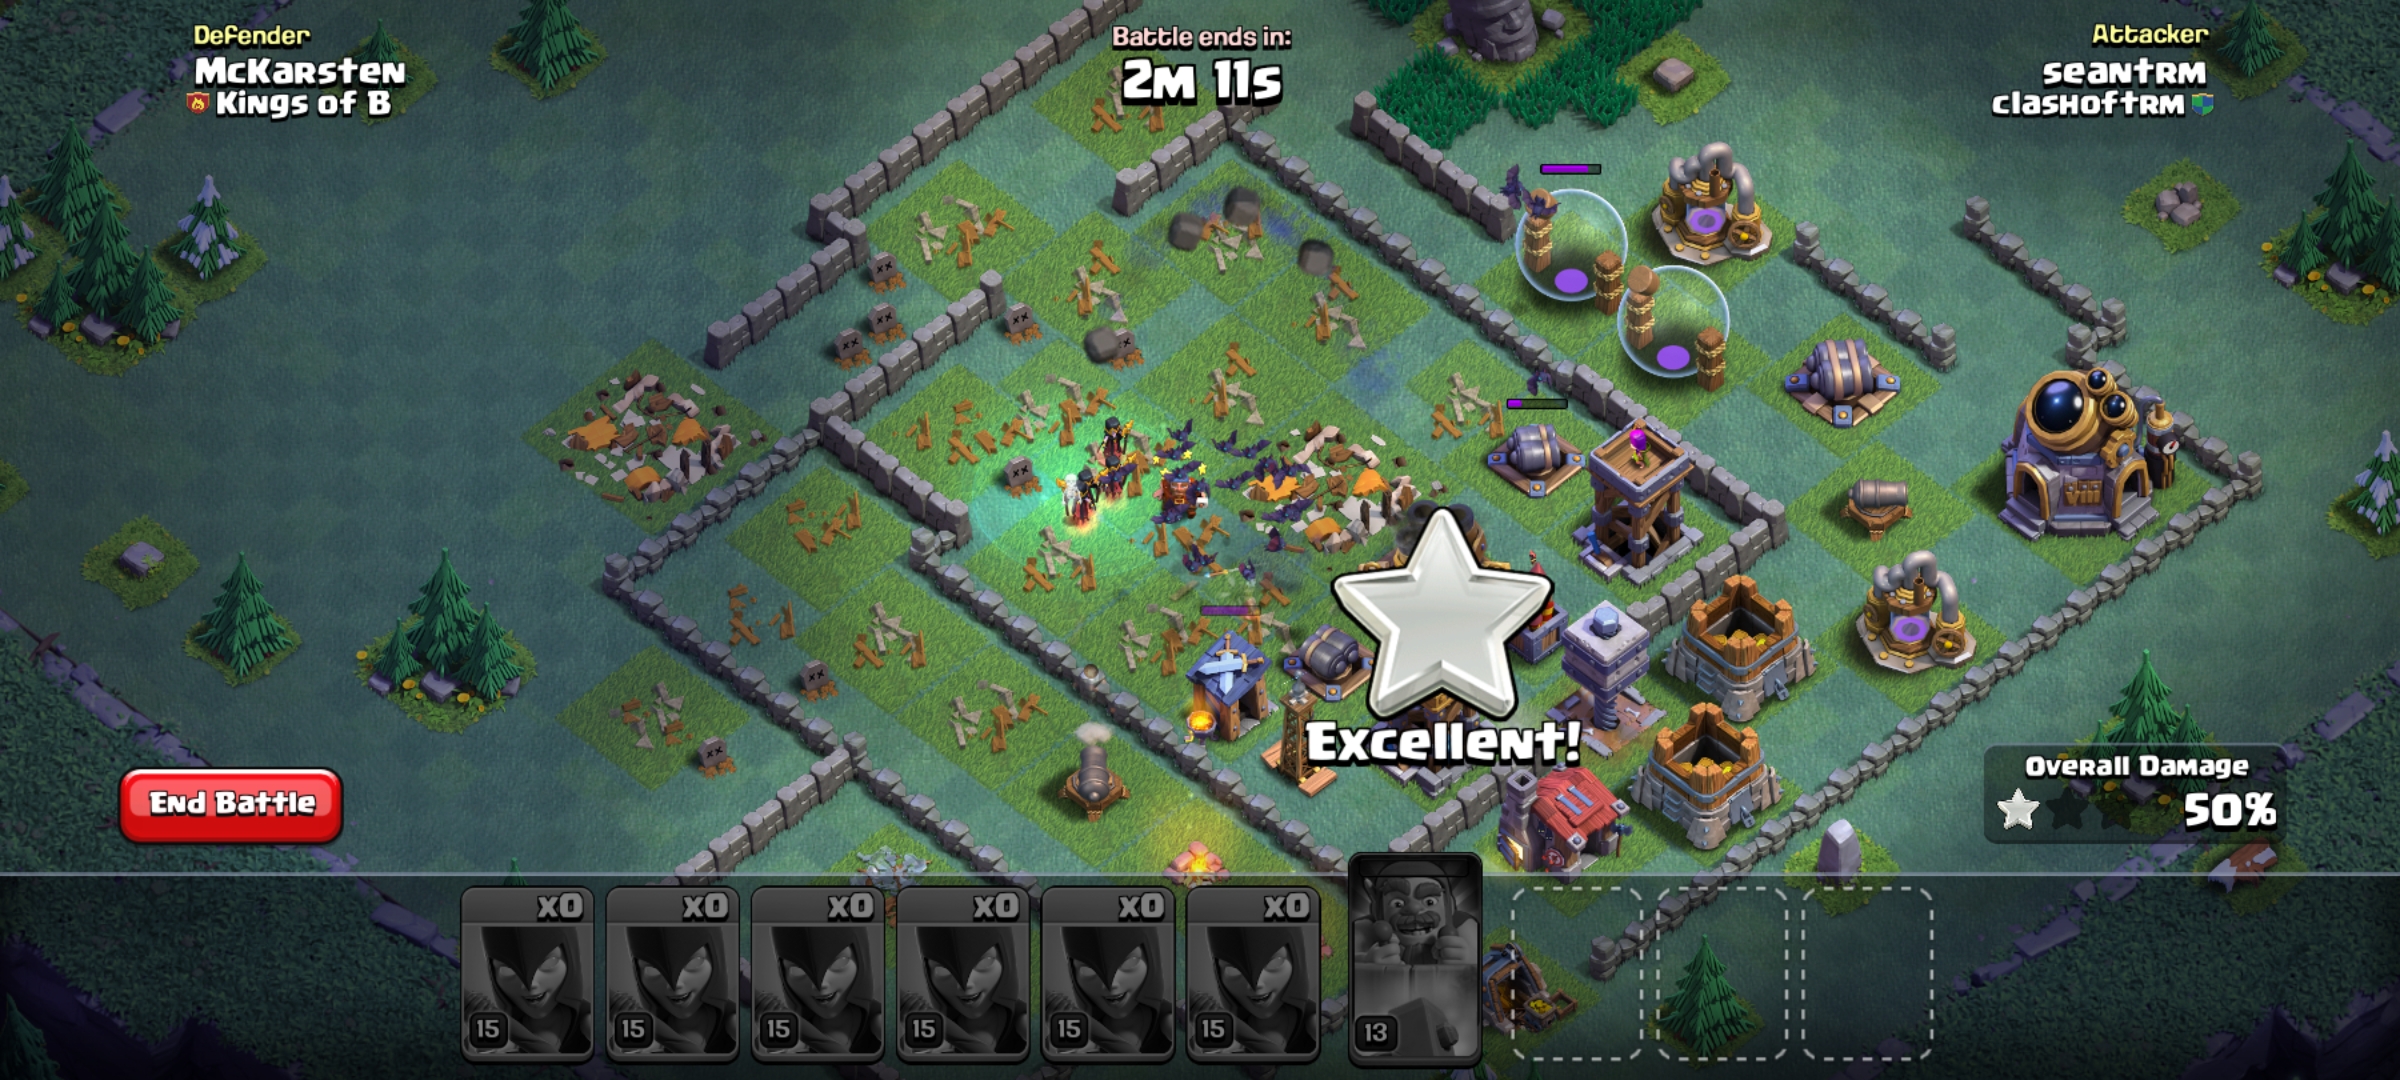 Defender
McKarsten
Kings of B
Battle ends in:
2m 11s
Attacker
seantrm
clashoftrm
Excellent!
End Battle
Overall Damage
50%
x0
x0
x0
x0
x0
x0
15
15
15
15
15
15
13